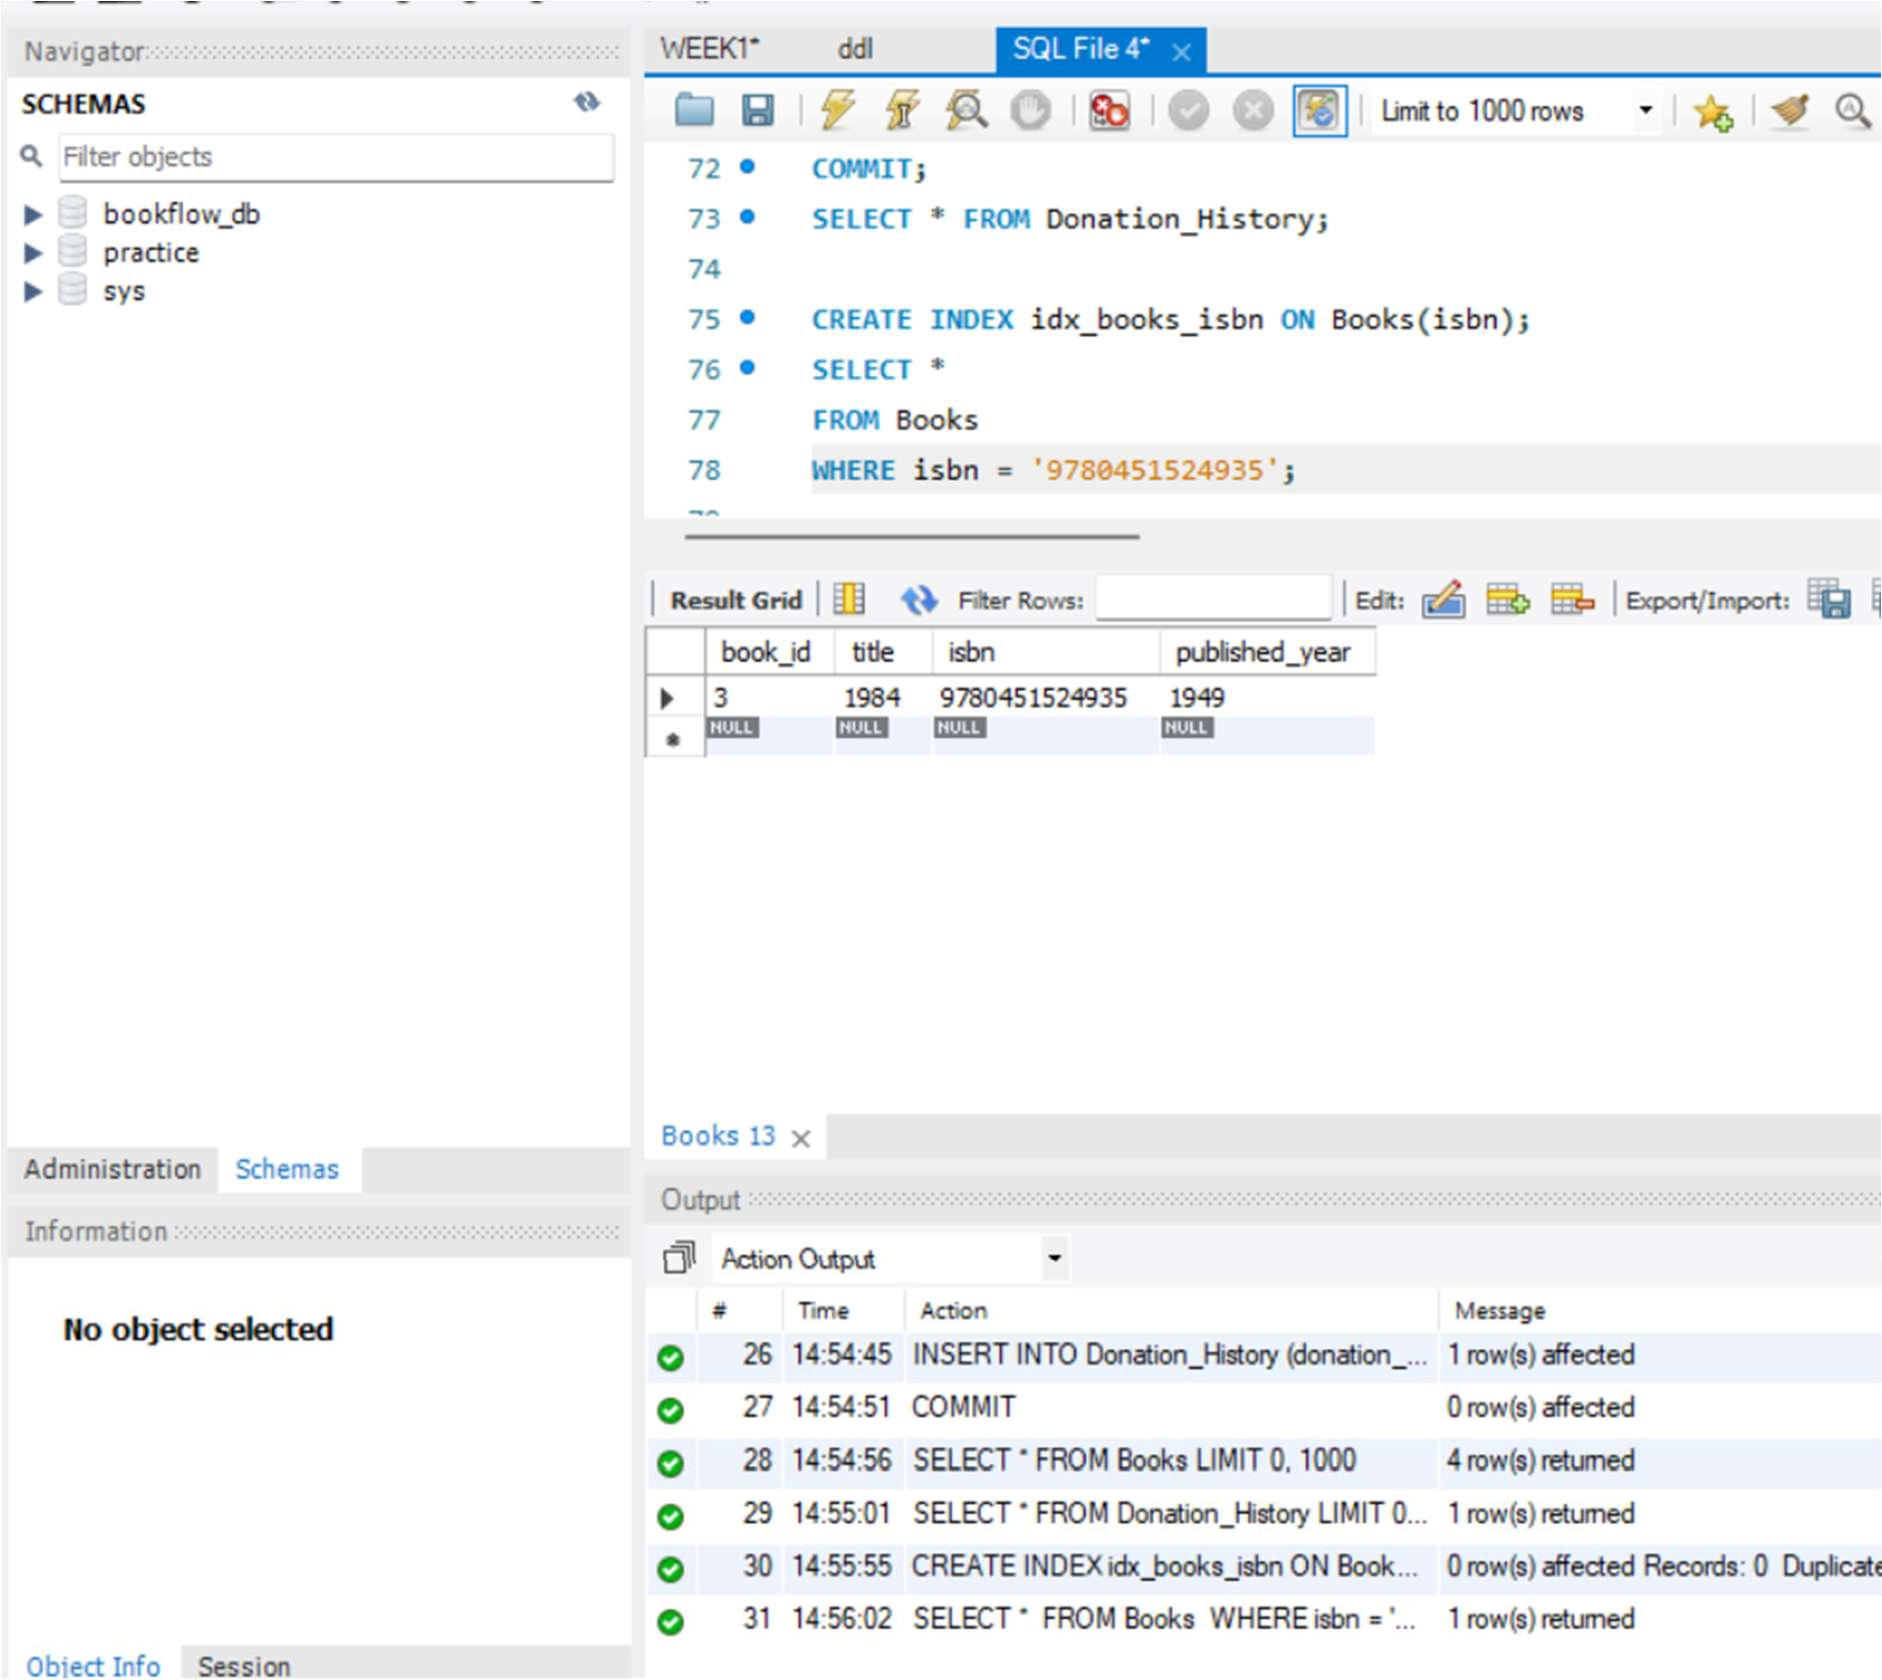 Navigator
SCHEMAS
Filter objects
bookflow_db
practice
sys
Administration Schemas
Information
No object selected
Object Info Session
WEEK1* ddl SQL File 4*
Limit to 1000 rows
72 COMMIT;
73 SELECT * FROM Donation_History;
74
75 CREATE INDEX idx_books_isbn ON Books(isbn);
76 SELECT *
77 FROM Books
78 WHERE isbn = '9780451524935';
Result Grid Filter Rows: Edit: Export/Import:
book_id title isbn published_year
3 1984 9780451524935 1949
NULL NULL NULL NULL
Books 13
Output
Action Output
# Time Action Message
26 14:54:45 INSERT INTO Donation_History (donation_... 1 row(s) affected
27 14:54:51 COMMIT 0 row(s) affected
28 14:54:56 SELECT * FROM Books LIMIT 0, 1000 4 row(s) returned
29 14:55:01 SELECT * FROM Donation_History LIMIT 0... 1 row(s) returned
30 14:55:55 CREATE INDEX idx_books_isbn ON Book... 0 row(s) affected Records: 0 Duplicate
31 14:56:02 SELECT * FROM Books WHERE isbn = '... 1 row(s) returned